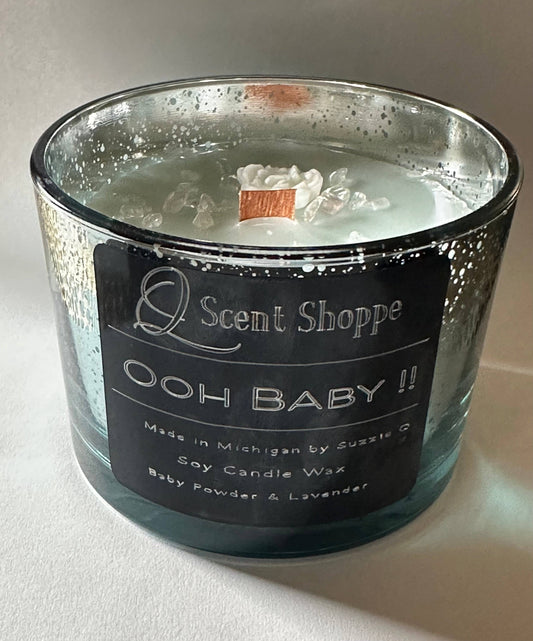 Q Scent Shoppe
OOH BABY !!
Made in Michigan by Suzzie Q
Soy Candle Wax
Baby Powder & Lavender